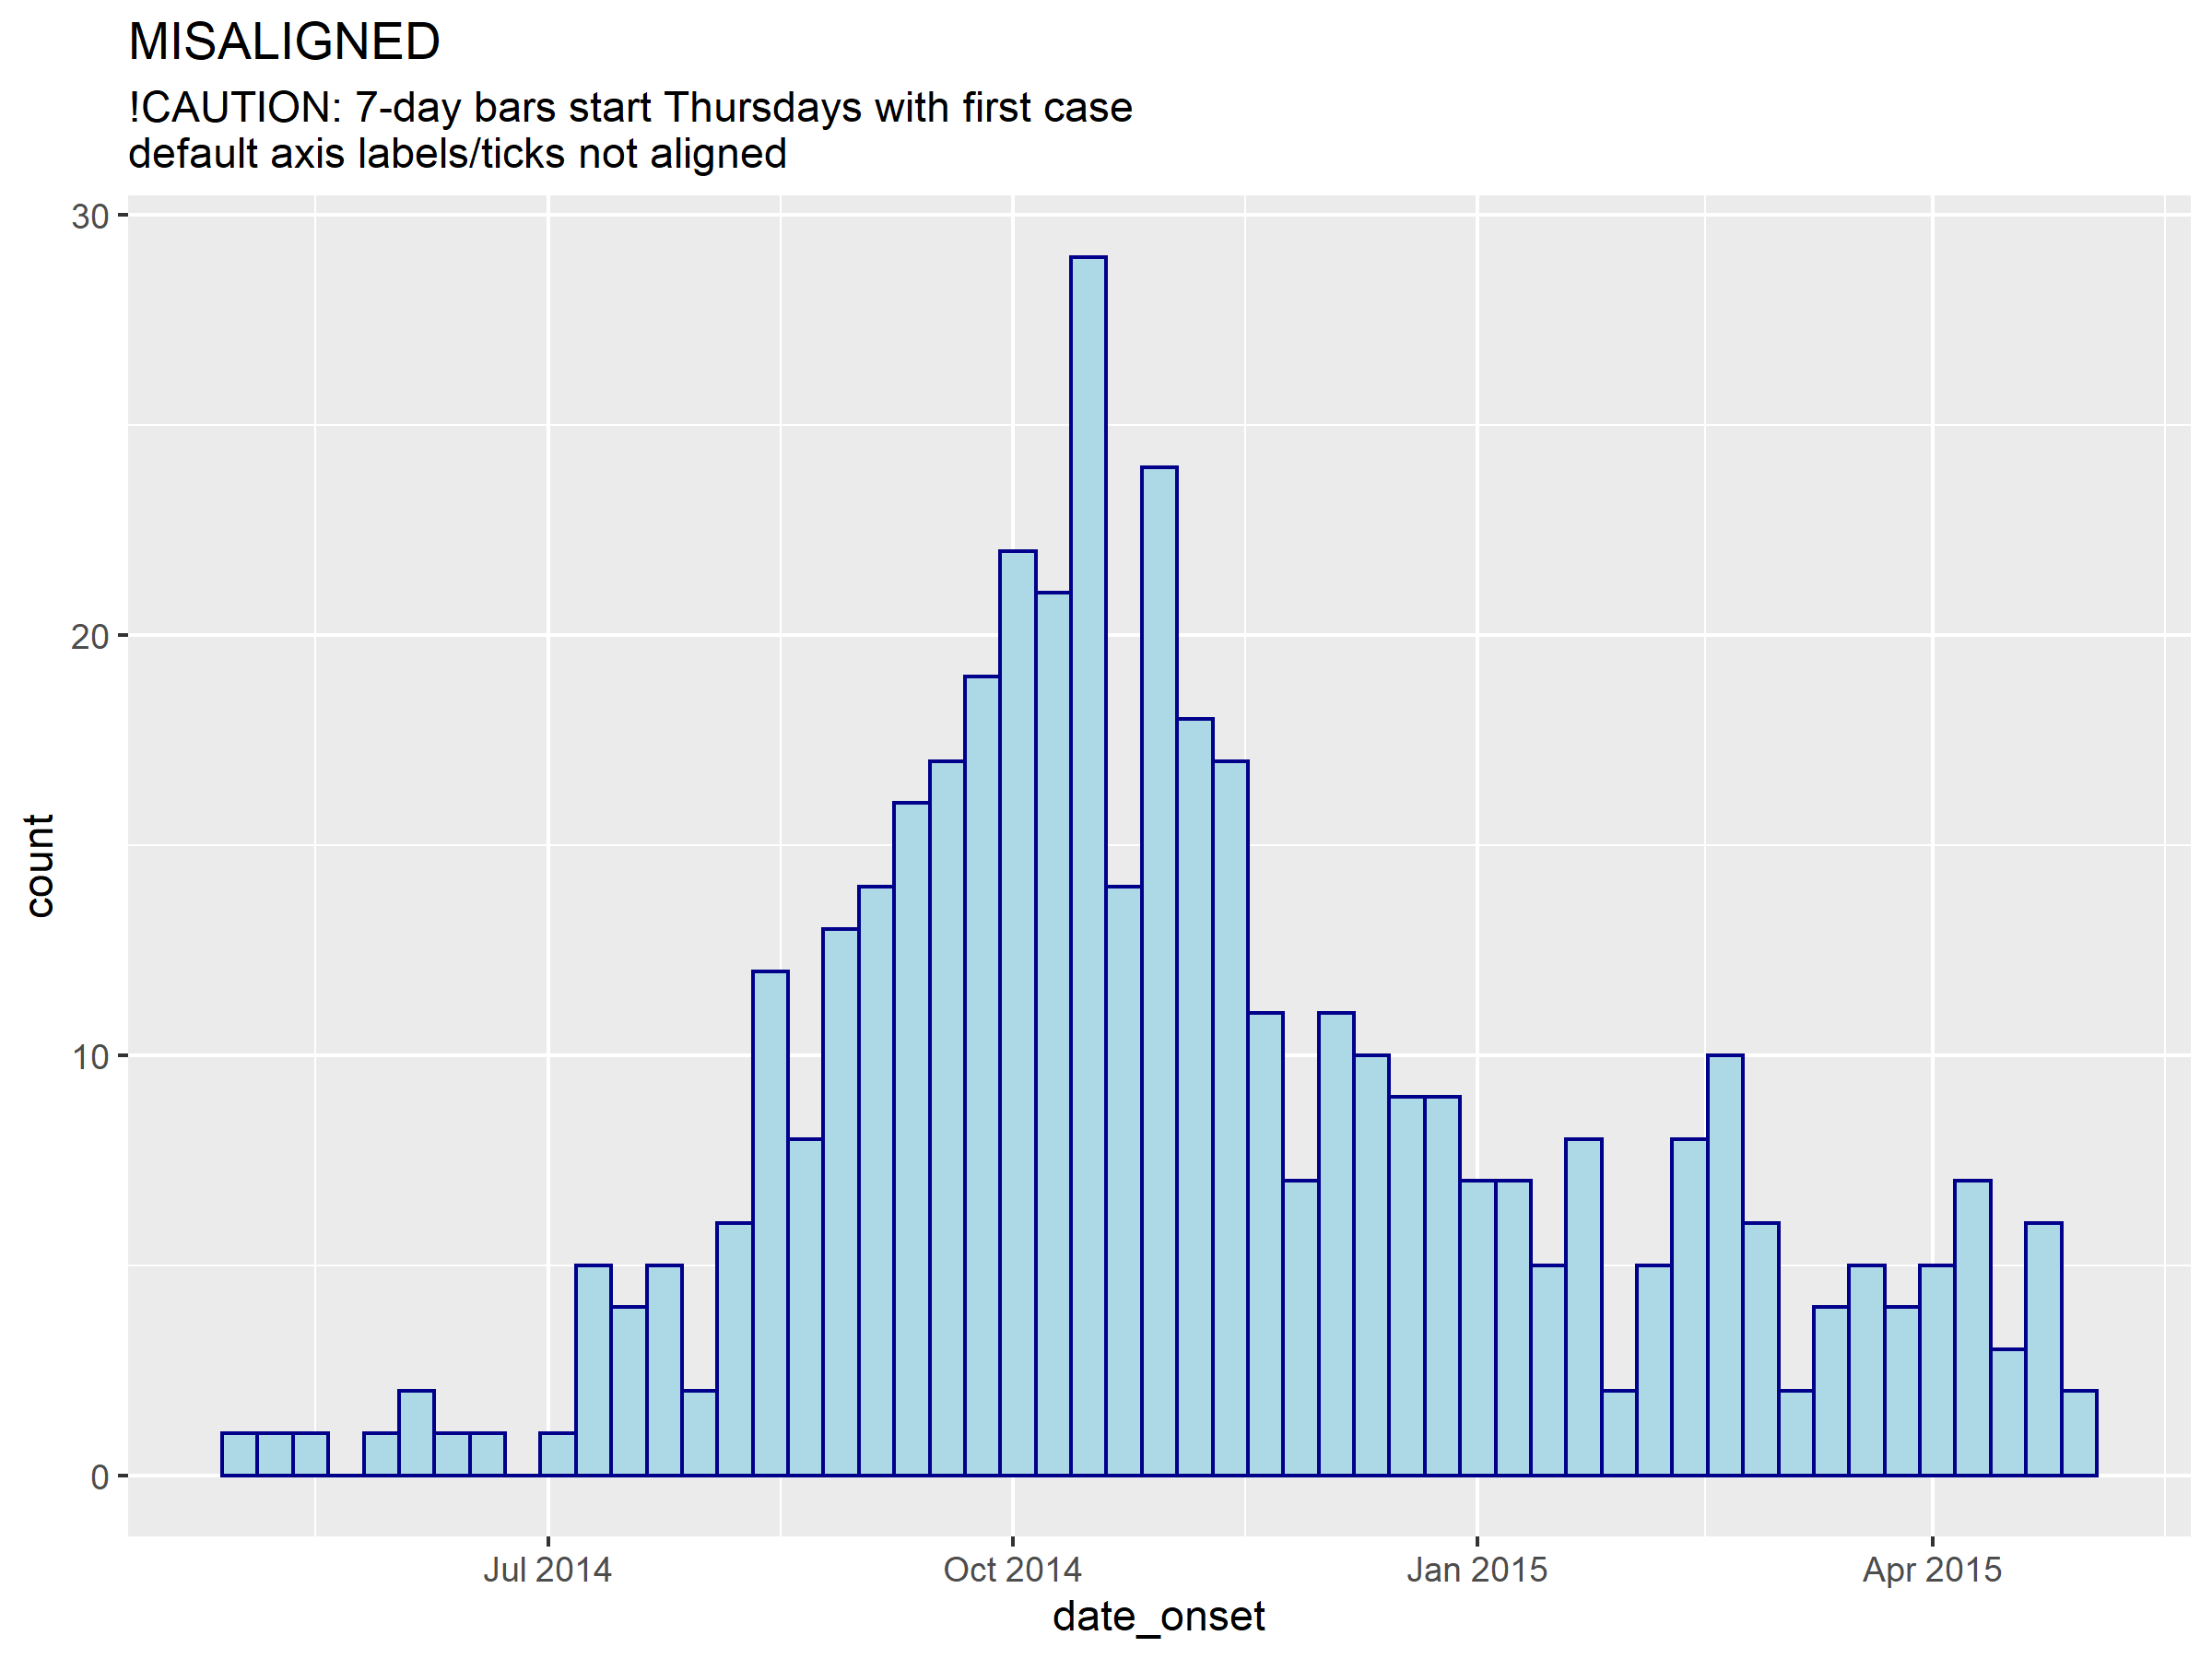 MISALIGNED
!CAUTION: 7-day bars start Thursdays with first case
default axis labels/ticks not aligned
30
20
10
0
count
Jul 2014
Oct 2014
Jan 2015
Apr 2015
date_onset